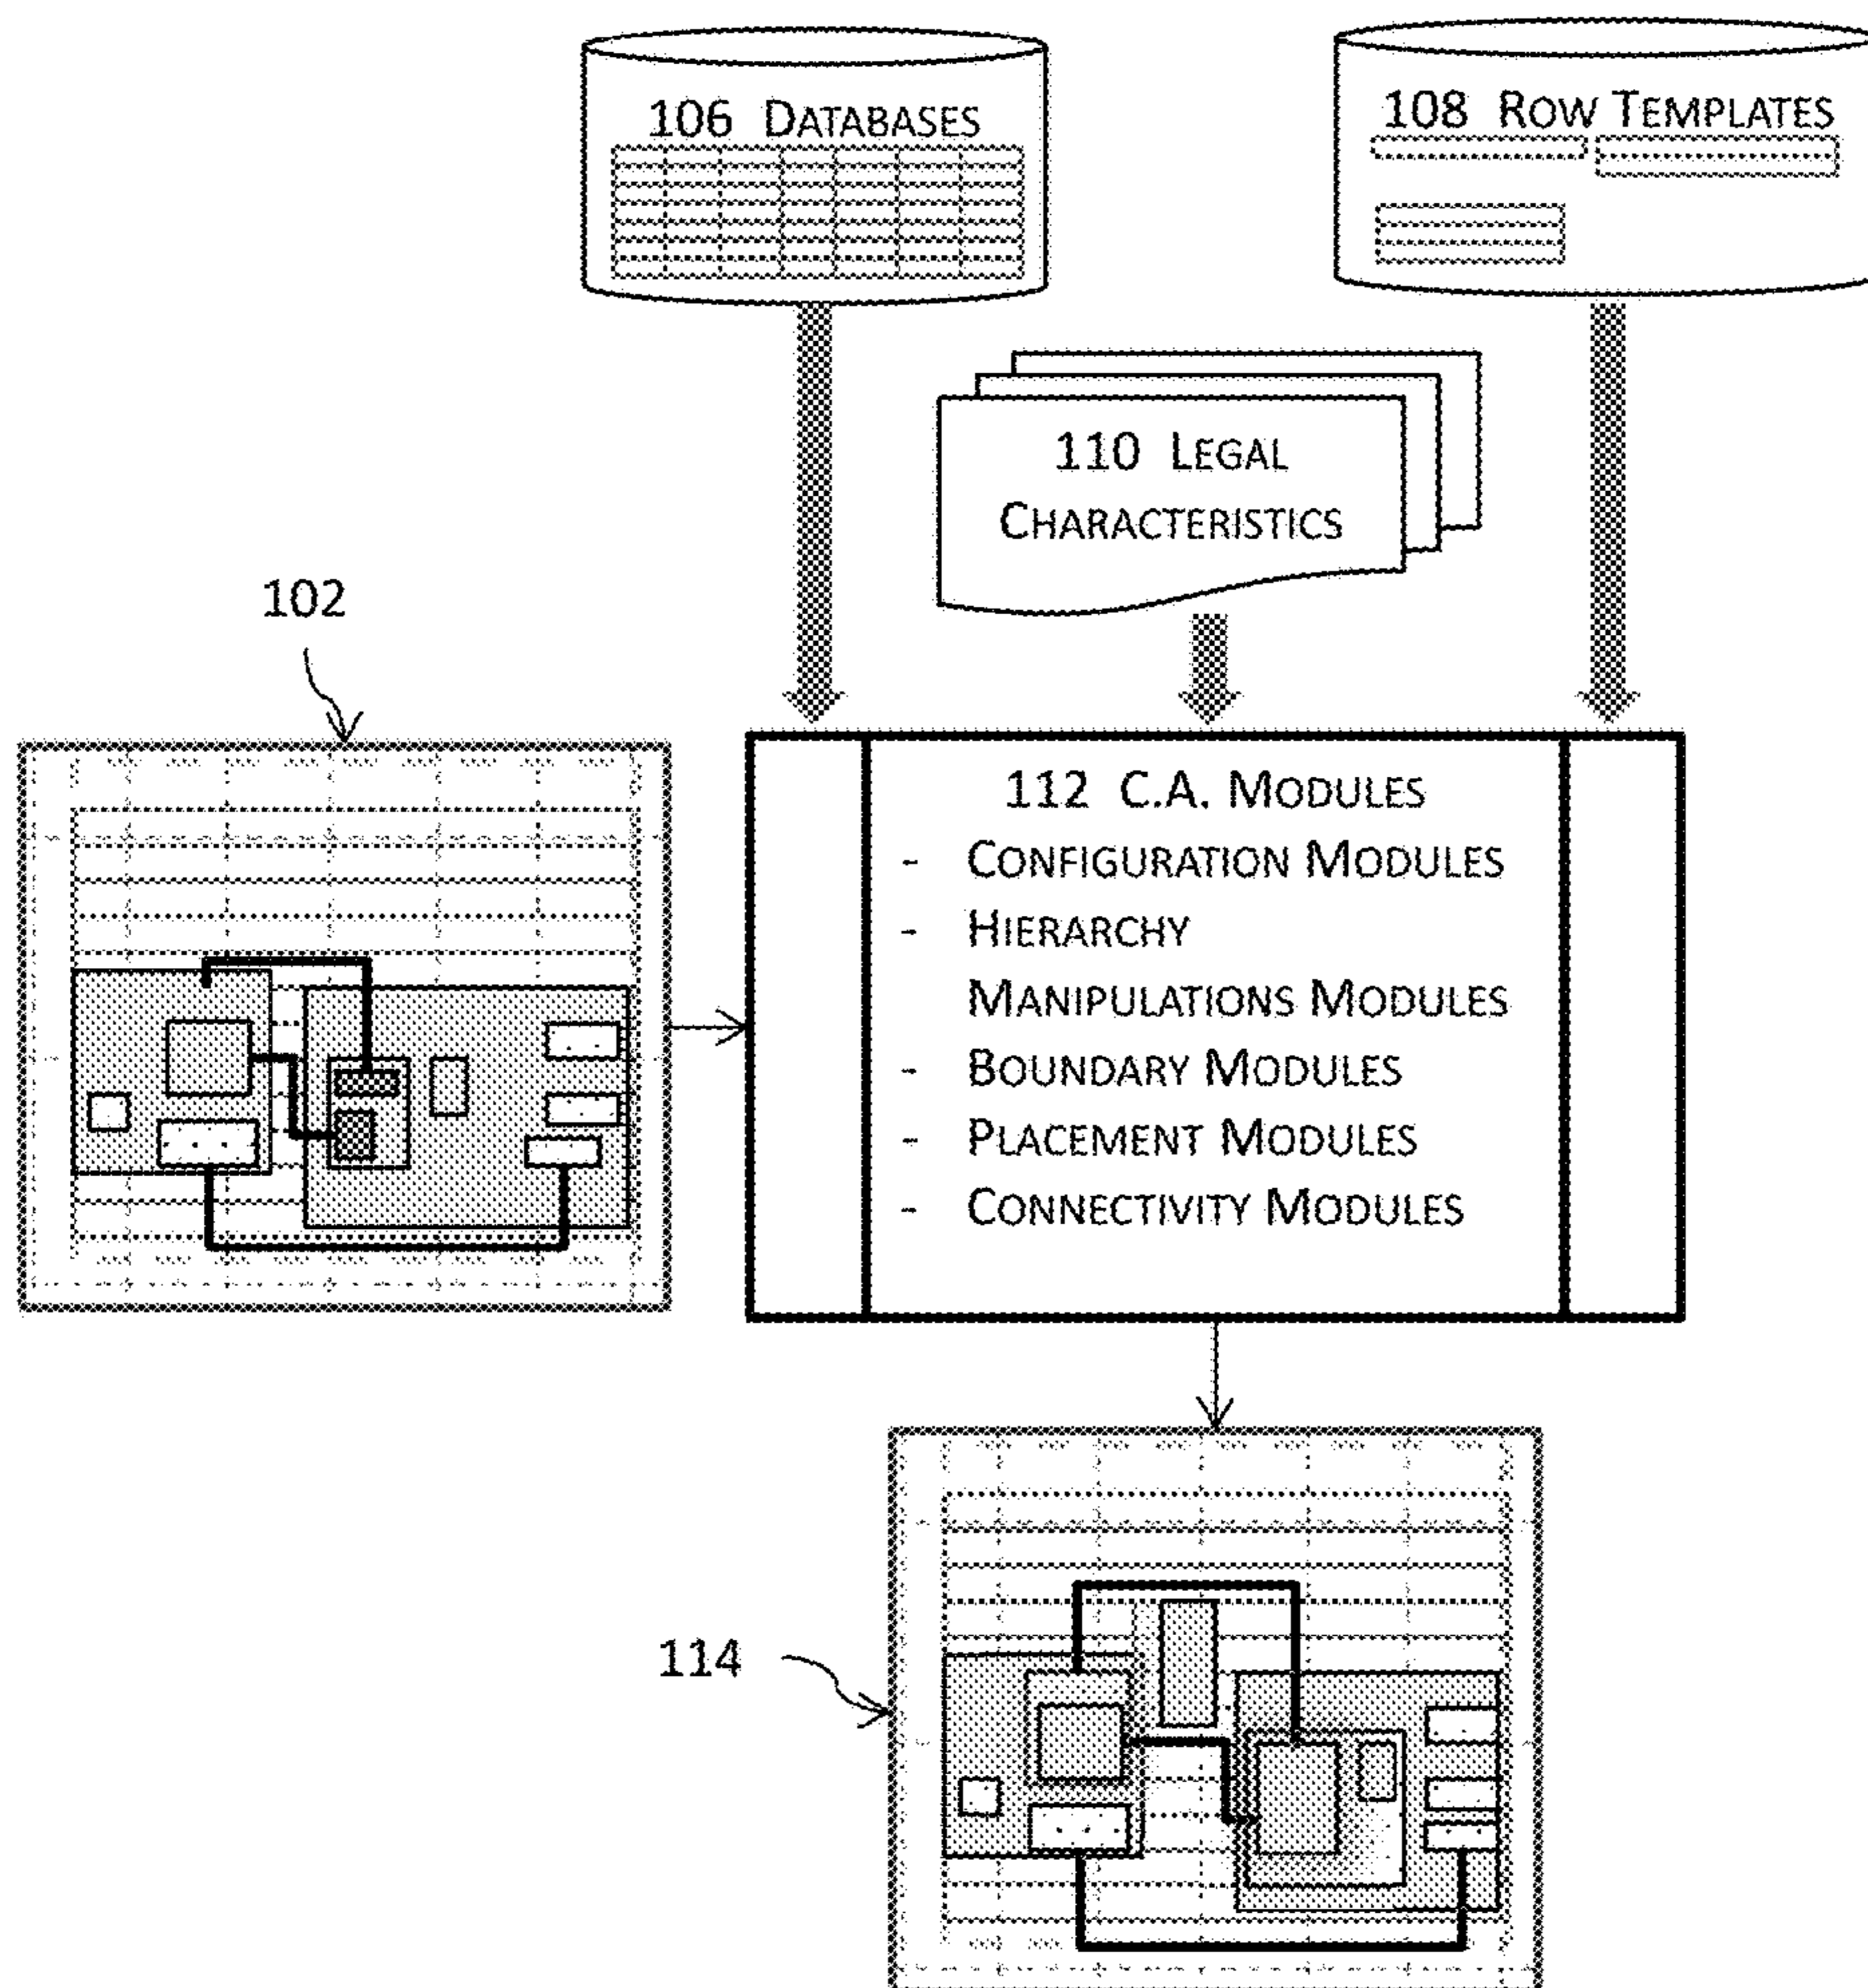 106 DATABASES
108 ROW TEMPLATES
110 LEGAL
CHARACTERISTICS
102
112 C.A. MODULES
- CONFIGURATION MODULES
- HIERARCHY
MANIPULATIONS MODULES
- BOUNDARY MODULES
- PLACEMENT MODULES
- CONNECTIVITY MODULES
114